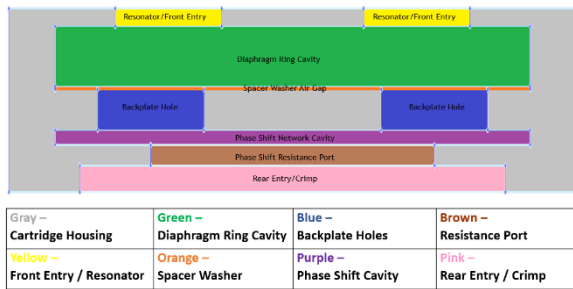 Resonator/Front Entry Resonator/Front Entry
Diaphragm Ring Cavity
Spacer Washer Air Gap
Backplate Hole Backplate Hole
Phase Shift Network Cavity
Phase Shift Resistance Port
Rear Entry/Crimp
Gray – Green – Blue – Brown –
Cartridge Housing Diaphragm Ring Cavity Backplate Holes Resistance Port
Yellow – Orange – Purple – Pink –
Front Entry / Resonator Spacer Washer Phase Shift Cavity Rear Entry / Crimp